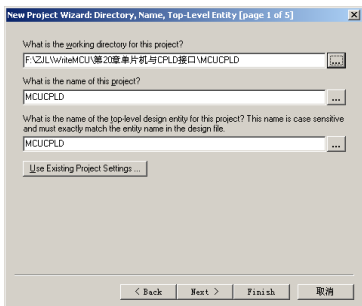 New Project Wizard: Directory, Name, Top-Level Entity [page 1 of 5]
What is the working directory for this project?
F:\ZJL\WriteMCU\第20章单片机与CPLD接口\MUCUPLD
...
What is the name of this project?
MCUCPLD
...
What is the name of the top-level design entity for this project? This name is case sensitive
and must exactly match the entity name in the design file.
MCUCPLD
...
Use Existing Project Settings ...
< Back
Next >
Finish
取消